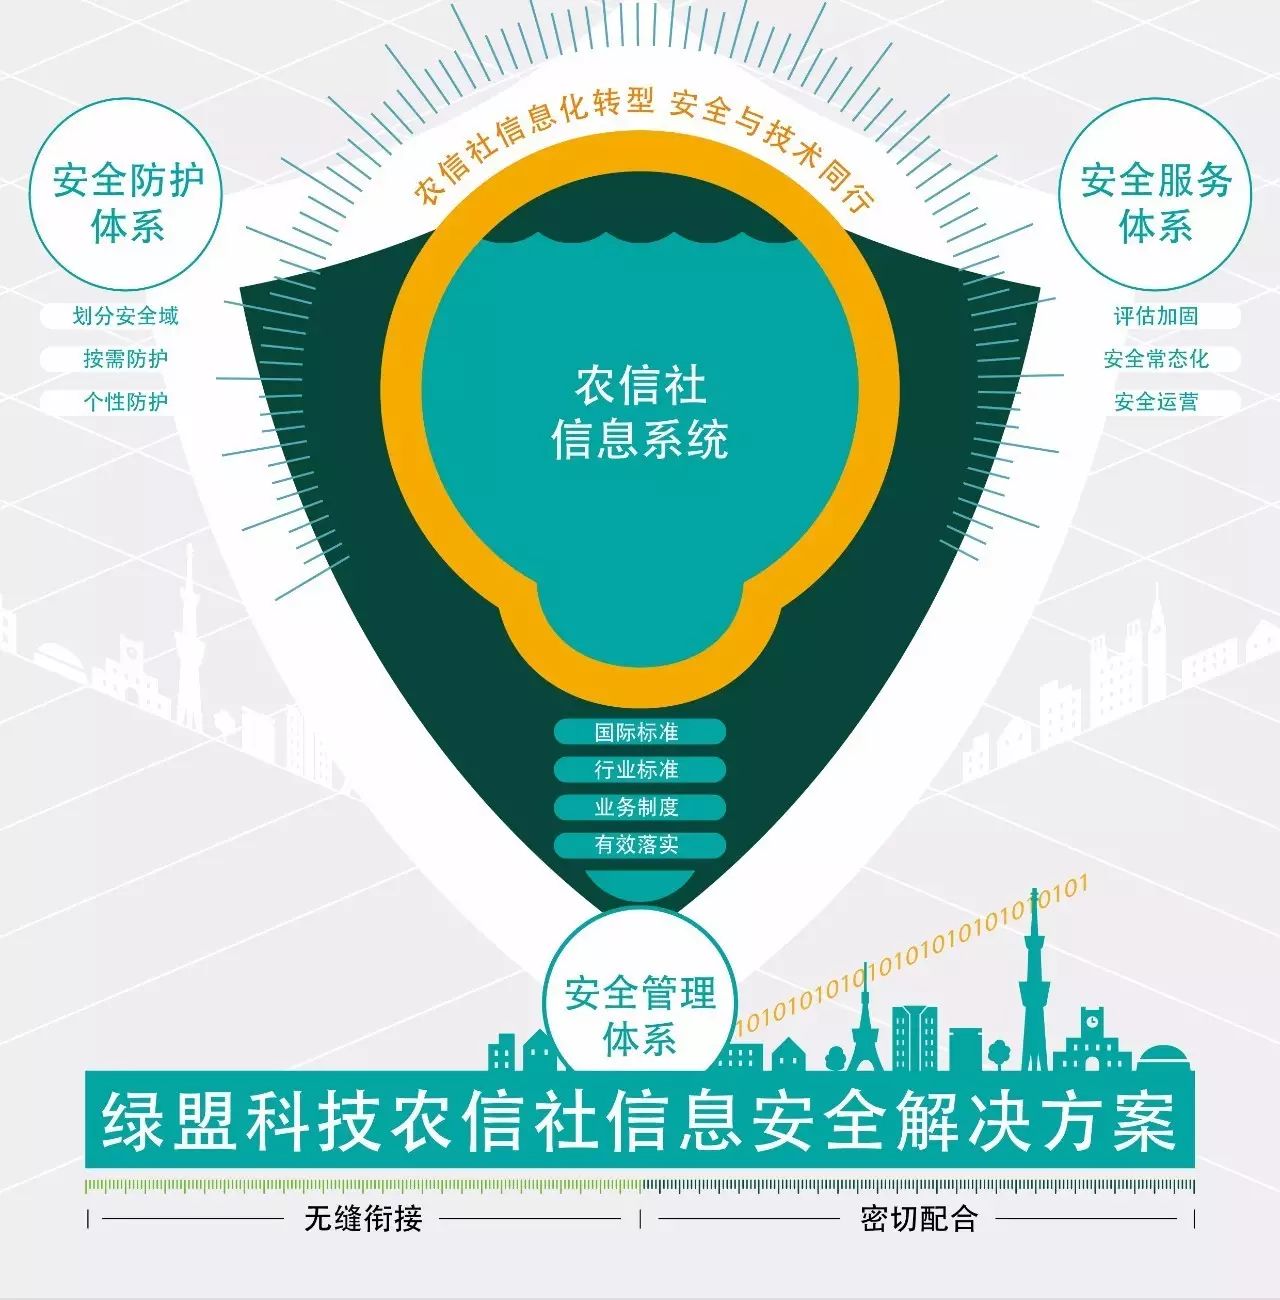 农信社信息化转型 安全与技术同行
安全防护
体系
划分安全域
按需防护
个性防护
安全服务
体系
评估加固
安全常态化
安全运营
农信社
信息系统
国际标准
行业标准
业务制度
有效落实
安全管理
体系
1010101010101010101010101
绿盟科技农信社信息安全解决方案
无缝衔接
密切配合